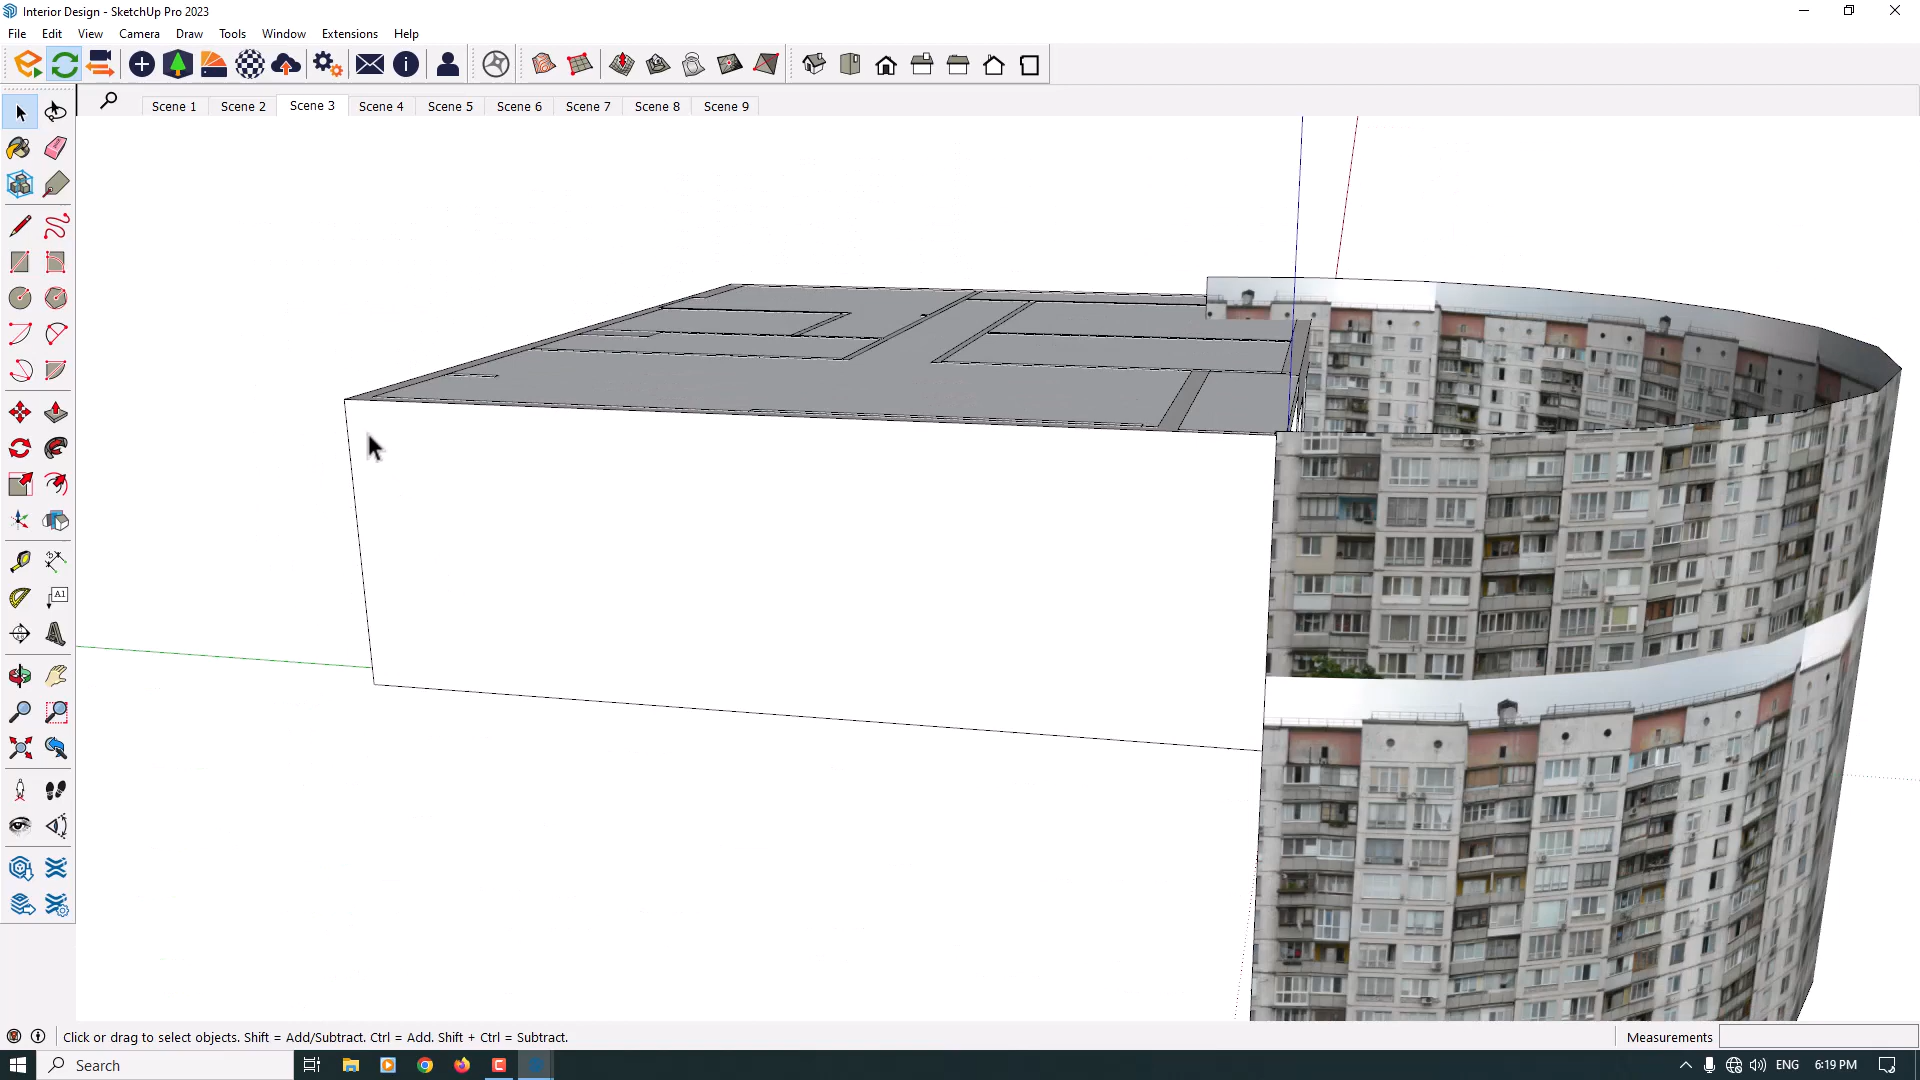 Interior Design - SketchUp Pro 2023
File Edit View Camera Draw Tools Window Extensions Help
Scene 1 Scene 2 Scene 3 Scene 4 Scene 5 Scene 6 Scene 7 Scene 8 Scene 9
A1
Click or drag to select objects. Shift = Add/Subtract. Ctrl = Add. Shift + Ctrl = Subtract.
Measurements
Search
ENG
6:19 PM